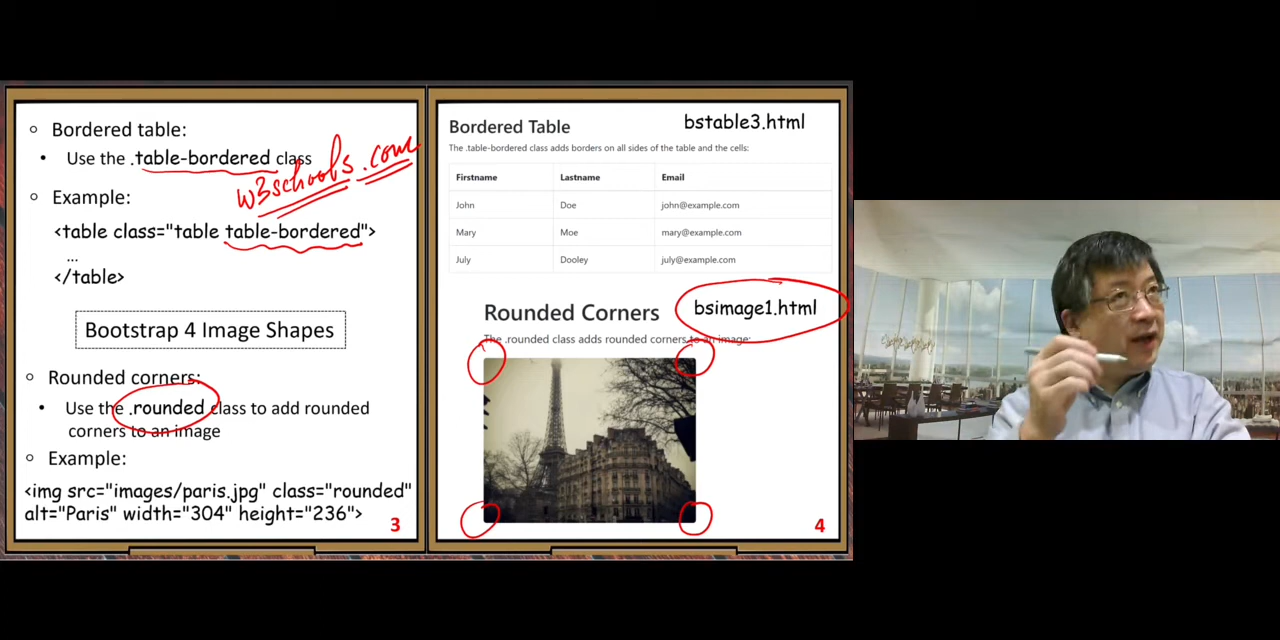 ○ Bordered table:
• Use the .table-bordered class
w3schools.com
○ Example:
<table class="table table-bordered">
...
</table>
Bootstrap 4 Image Shapes
○ Rounded corners:
• Use the .rounded class to add rounded
corners to an image
○ Example:
<img src="images/paris.jpg" class="rounded"
alt="Paris" width="304" height="236">
3
Bordered Table
bstable3.html
The .table-bordered class adds borders on all sides of the table and the cells:
Firstname Lastname Email
John Doe john@example.com
Mary Moe mary@example.com
July Dooley july@example.com
Rounded Corners
bsimage1.html
The .rounded class adds rounded corners to an image:
4